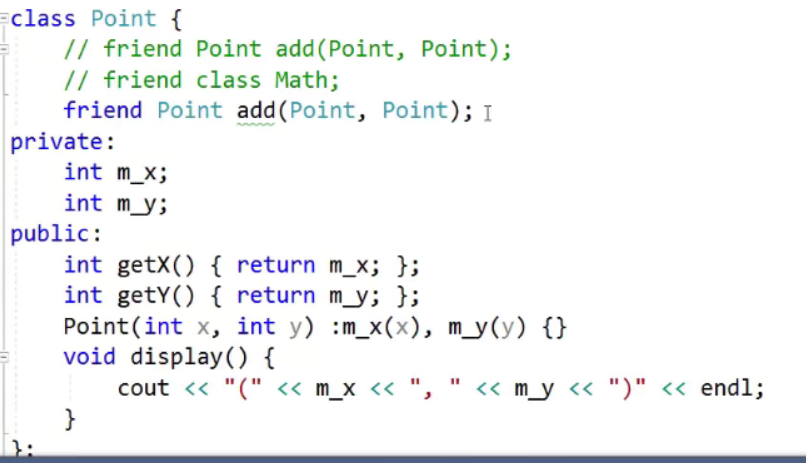 class Point {
    // friend Point add(Point, Point);
    // friend class Math;
    friend Point add(Point, Point);
private:
    int m_x;
    int m_y;
public:
    int getX() { return m_x; };
    int getY() { return m_y; };
    Point(int x, int y) :m_x(x), m_y(y) {}
    void display() {
        cout << "(" << m_x << ", " << m_y << ")" << endl;
    }
};